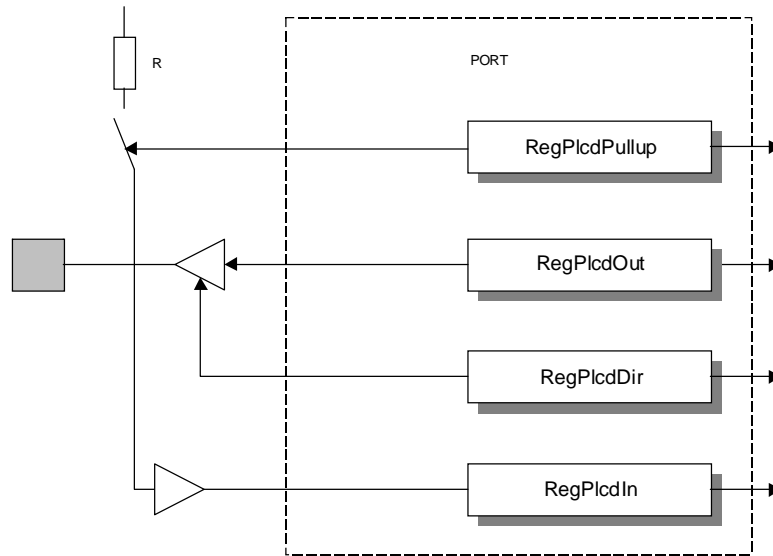 R
PORT
RegPlcdPullup
RegPlcdOut
RegPlcdDir
RegPlcdIn